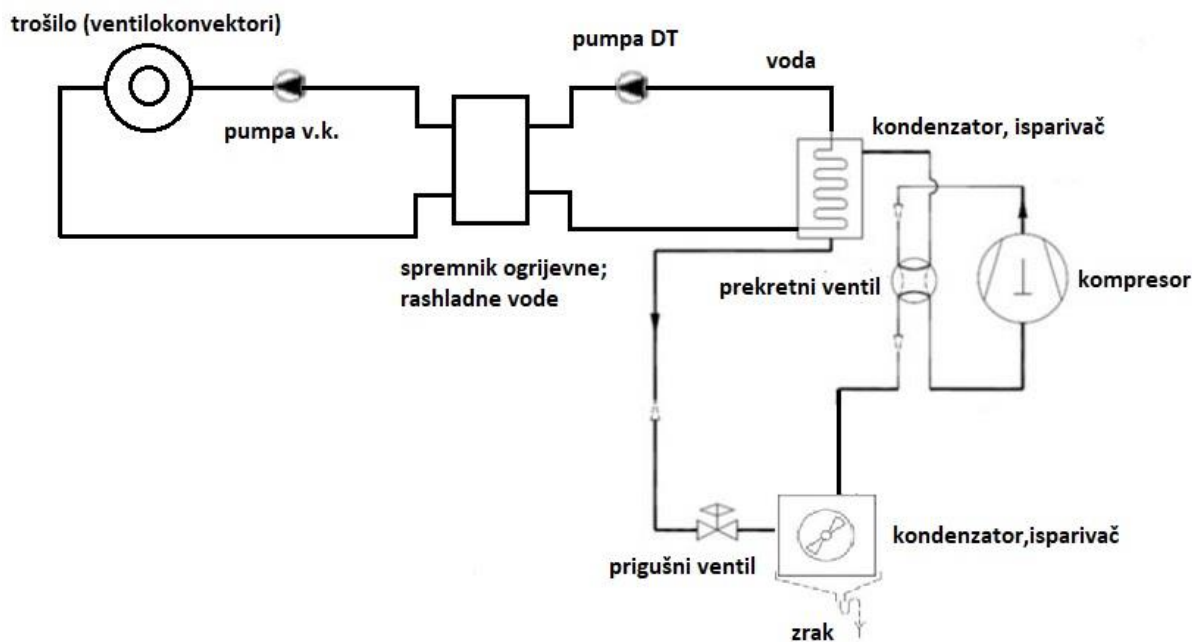 trošilo (ventilokonvektori)
pumpa DT
voda
pumpa v.k.
kondenzator, isparivač
spremnik ogrijevne;
rashladne vode
prekretni ventil
kompresor
prigušni ventil
kondenzator,isparivač
zrak